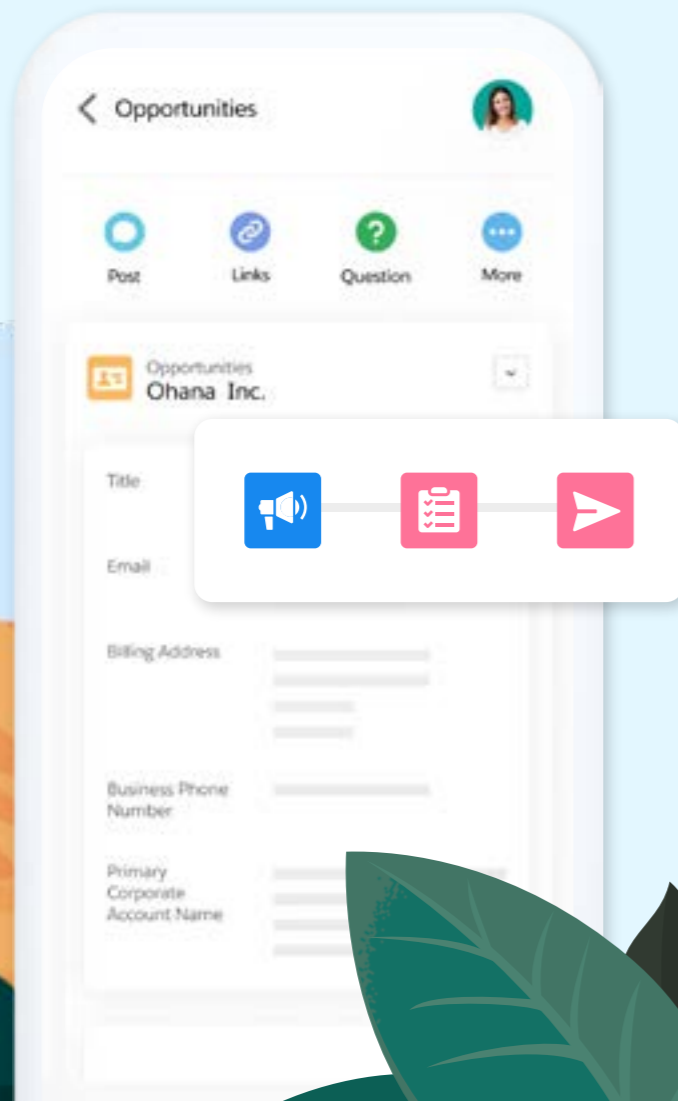 Opportunities
Post
Links
Question
More
Opportunities
Ohana Inc.
Title
Email
Billing Address
Business Phone
Number
Primary
Corporate
Account Name